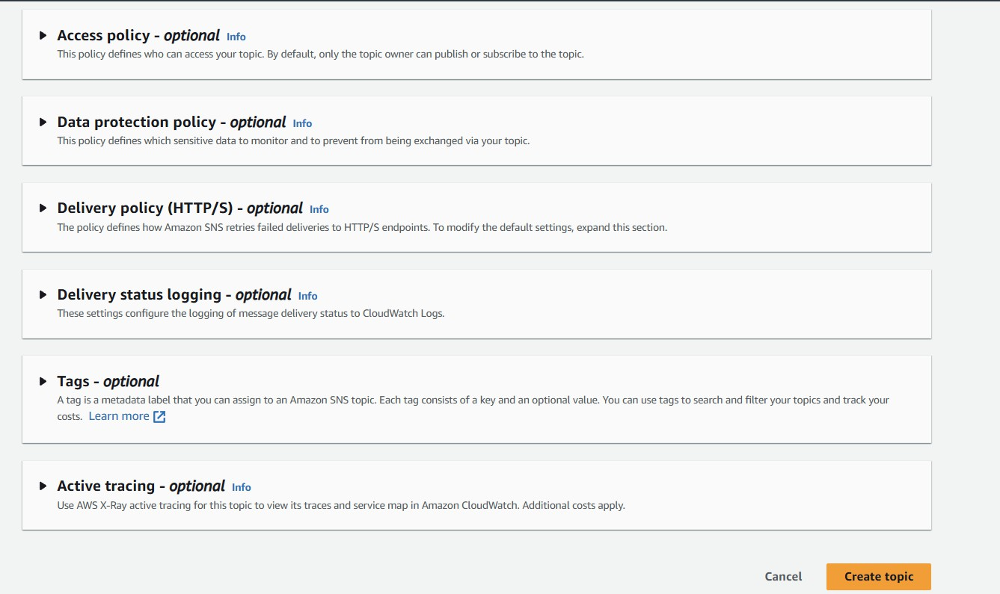 Access policy - optional Info
This policy defines who can access your topic. By default, only the topic owner can publish or subscribe to the topic.
Data protection policy - optional Info
This policy defines which sensitive data to monitor and to prevent from being exchanged via your topic.
Delivery policy (HTTP/S) - optional Info
The policy defines how Amazon SNS retries failed deliveries to HTTP/S endpoints. To modify the default settings, expand this section.
Delivery status logging - optional Info
These settings configure the logging of message delivery status to CloudWatch Logs.
Tags - optional
A tag is a metadata label that you can assign to an Amazon SNS topic. Each tag consists of a key and an optional value. You can use tags to search and filter your topics and track your
costs. Learn more
Active tracing - optional Info
Use AWS X-Ray active tracing for this topic to view its traces and service map in Amazon CloudWatch. Additional costs apply.
Cancel Create topic